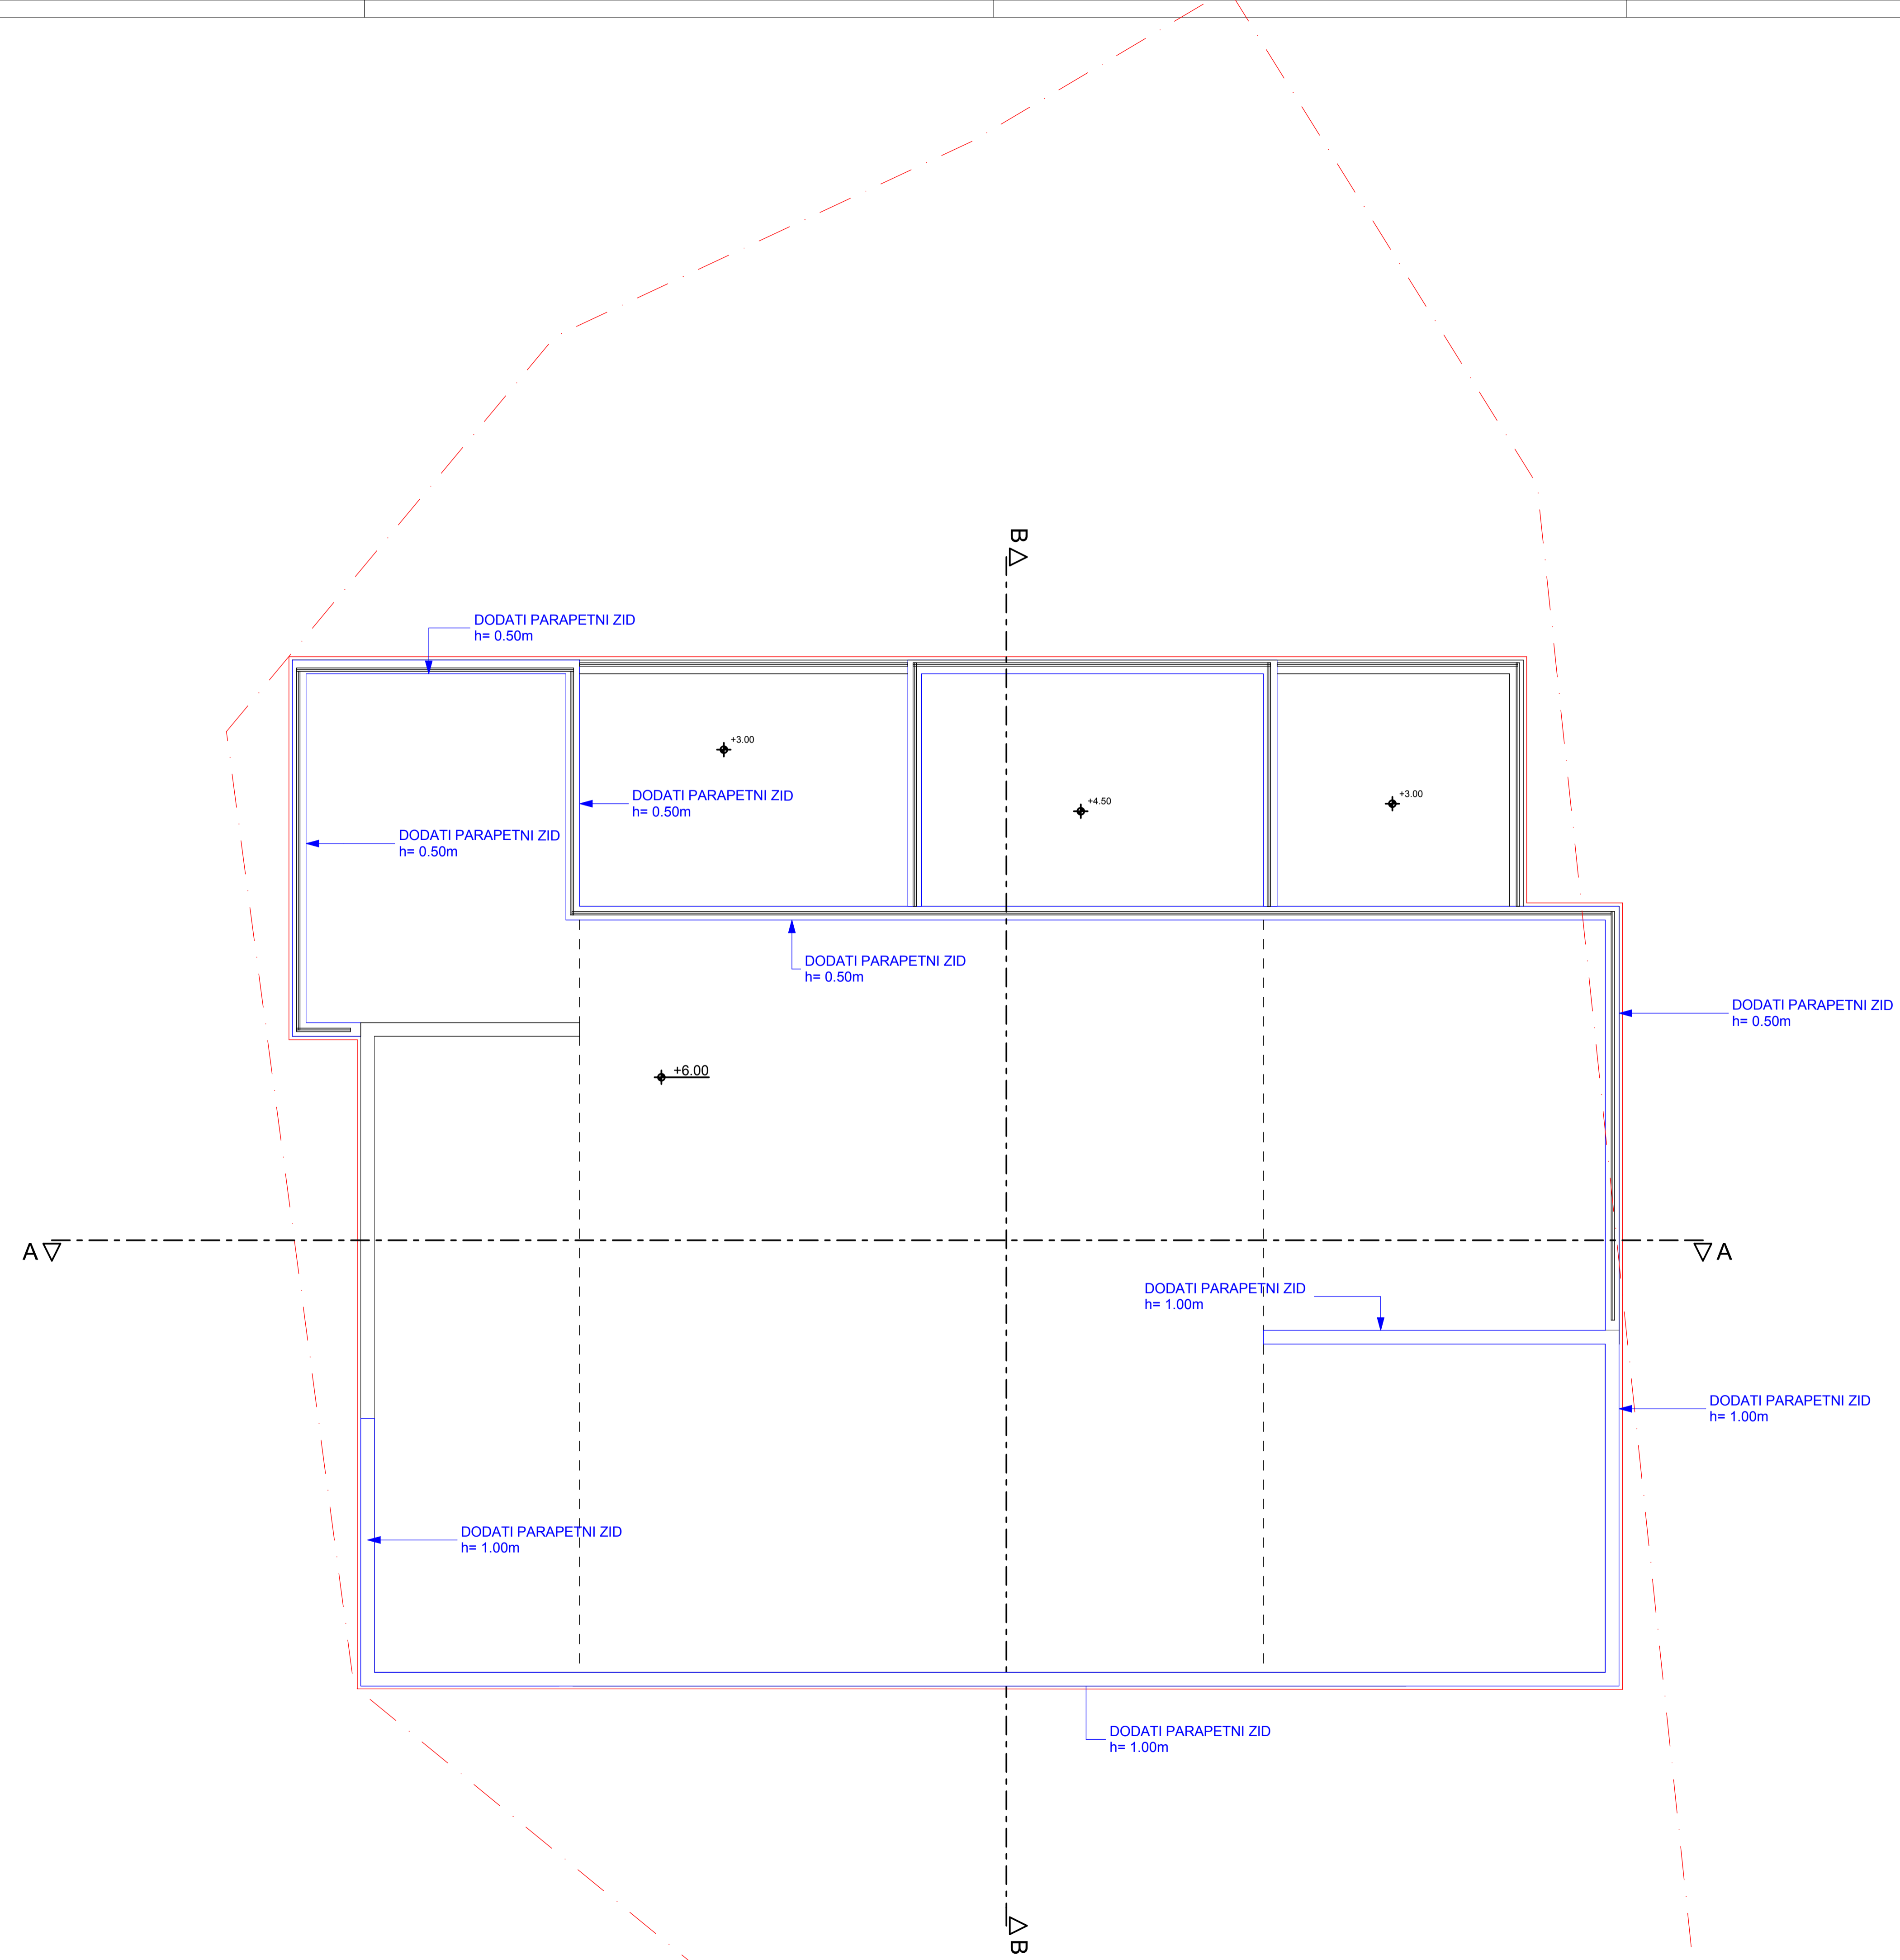 B
DODATI PARAPETNI ZID
h= 0.50m
+3.00
DODATI PARAPETNI ZID
h= 0.50m
+4.50
+3.00
DODATI PARAPETNI ZID
h= 0.50m
DODATI PARAPETNI ZID
h= 0.50m
DODATI PARAPETNI ZID
h= 0.50m
+6.00
A
A
DODATI PARAPETNI ZID
h= 1.00m
DODATI PARAPETNI ZID
h= 1.00m
DODATI PARAPETNI ZID
h= 1.00m
DODATI PARAPETNI ZID
h= 1.00m
B